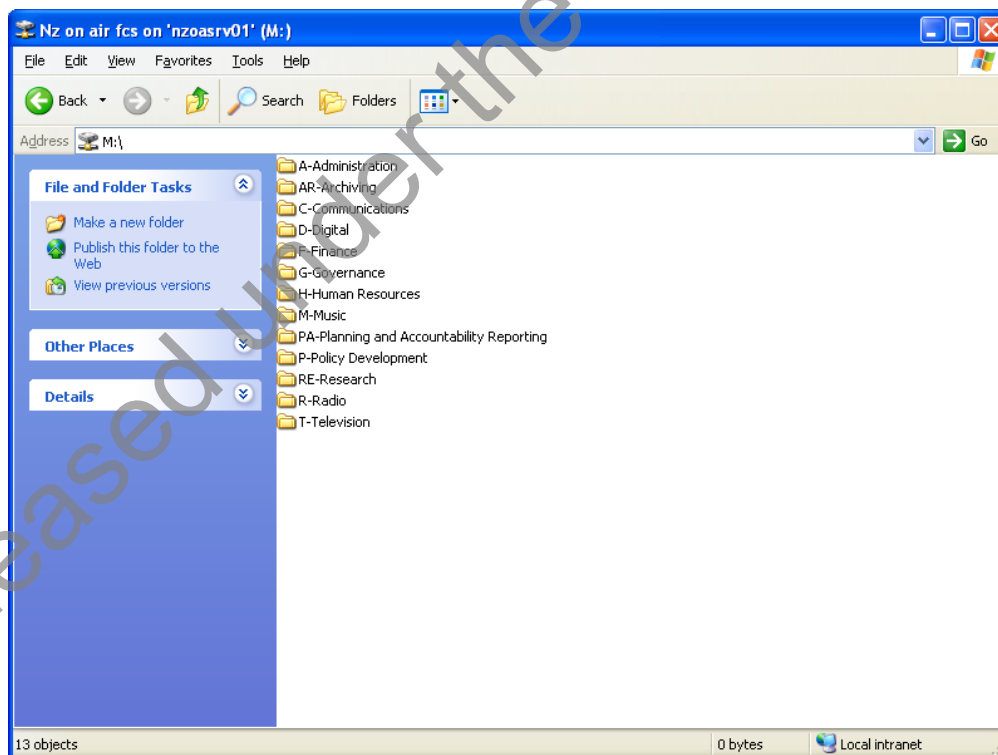 Nz on air fcs on 'nzoasrv01' (M:)
File Edit View Favorites Tools Help
Back Search Folders
Address M:\ Go
File and Folder Tasks
Make a new folder
Publish this folder to the
Web
View previous versions
Other Places
Details
A-Administration
AR-Archiving
C-Communications
D-Digital
F-Finance
G-Governance
H-Human Resources
M-Music
PA-Planning and Accountability Reporting
P-Policy Development
RE-Research
R-Radio
T-Television
13 objects 0 bytes Local intranet
under the